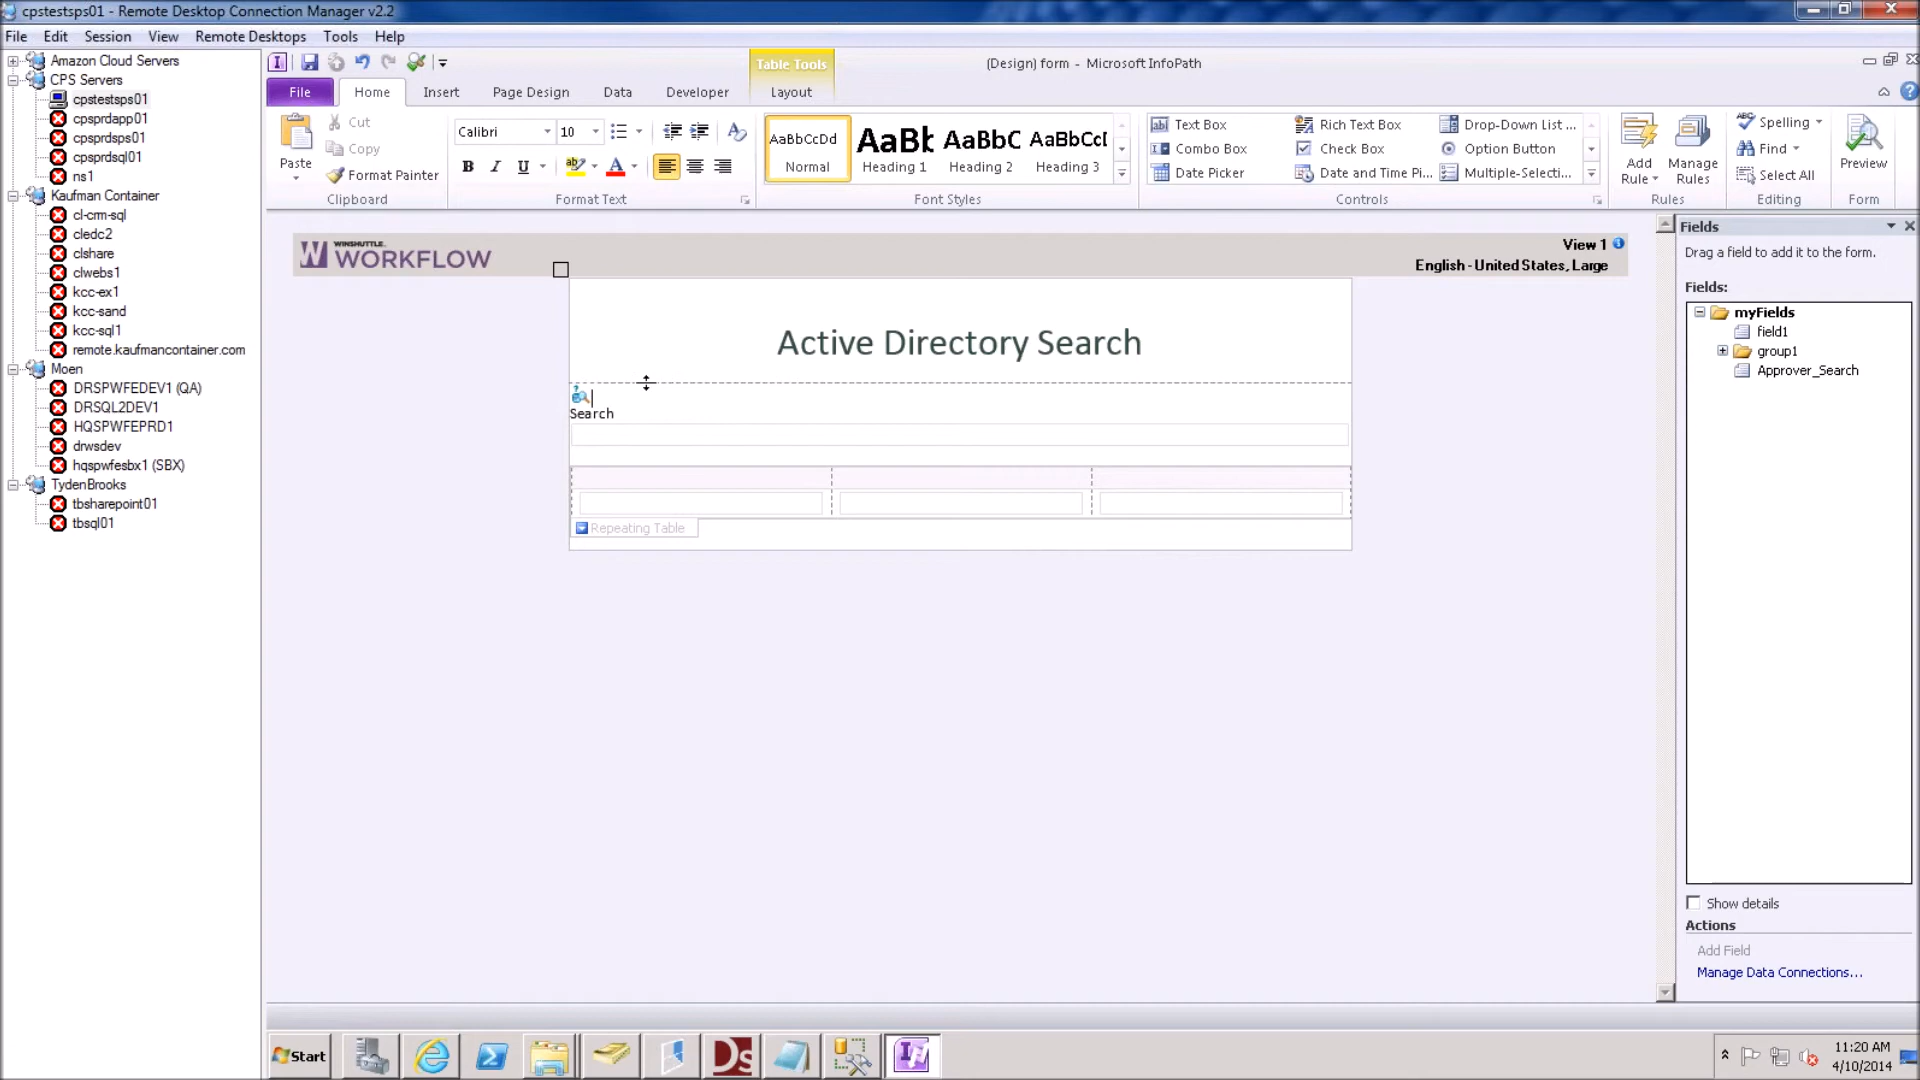 cpstestsps01 - Remote Desktop Connection Manager v2.2
File Edit Session View Remote Desktops Tools Help
Amazon Cloud Servers
CPS Servers
cpstestsps01
cpsprdapp01
cpsprdsps01
cpsprdsql01
ns1
Kaufman Container
cl-crm-sql
cledc2
clshare
clwebs1
kcc-ex1
kcc-sand
kcc-sql1
remote.kaufmancontainer.com
Moen
DRSPWFEDEV1 (QA)
DRSQL2DEV1
HQSPWFEPRD1
drwsdev
hqspwfesbx1 (SBX)
TydenBrooks
tbsharepoint01
tbsql01
Table Tools
(Design) form - Microsoft InfoPath
File Home Insert Page Design Data Developer Layout
Paste
Cut
Copy
Format Painter
Clipboard
Calibri 10
B I U
Format Text
AaBbCcDd
Normal
AaBb
Heading 1
AaBbC
Heading 2
AaBbCcI
Heading 3
Font Styles
Text Box Rich Text Box Drop-Down List ...
Combo Box Check Box Option Button
Date Picker Date and Time Pi... Multiple-Selecti...
Controls
Add Rule
Manage Rules
Rules
Spelling
Find
Select All
Editing
Preview
Form
WINSHUTTLE.
WORKFLOW
View 1
English - United States, Large
Active Directory Search
Search
Repeating Table
Fields
Drag a field to add it to the form.
Fields:
myFields
field1
group1
Approver_Search
Show details
Actions
Add Field
Manage Data Connections...
Start
Ds
11:20 AM
4/10/2014